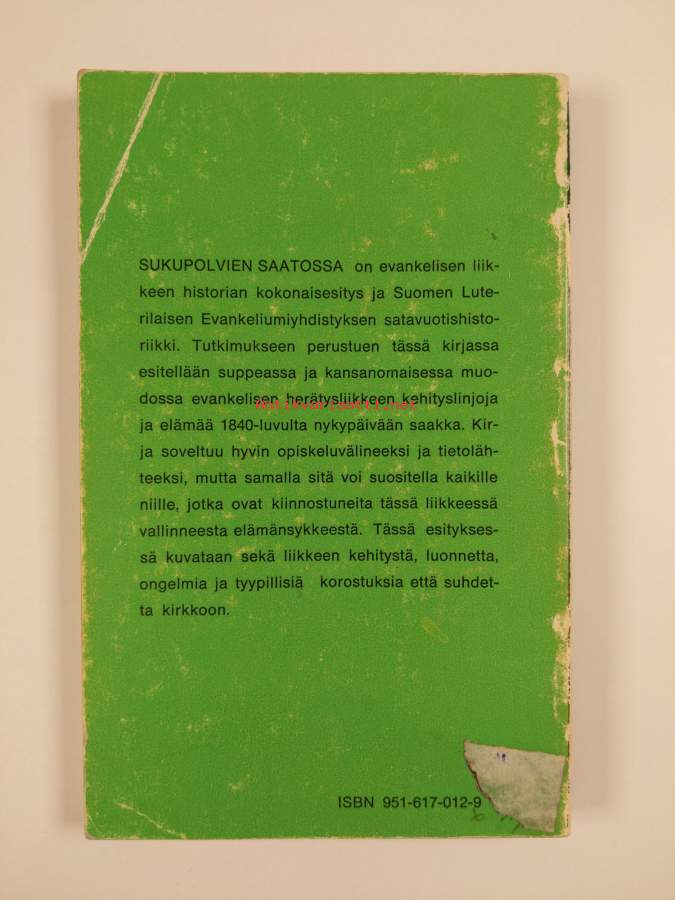 SUKUPOLVIEN SAATOSSA on evankelisen liik-
keen historian kokonaisesitys ja Suomen Lute-
rilaisen Evankeliumiyhdistyksen satavuotishisto-
riikki. Tutkimukseen perustuen tässä kirjassa
esitellään suppeassa ja kansanomaisessa muo-
dossa evankelisen herätysliikkeen kehityslinjoja
antikvariaatti.net
ja elämää 1840-luvulta nykypäivään saakka. Kir-
ja soveltuu hyvin opiskeluvälineeksi ja tietoläh-
teeksi, mutta samalla sitä voi suositella kaikille
niille, jotka ovat kiinnostuneita tässä liikkeessä
vallinneesta elämänsykkeestä. Tässä esitykses-
sä kuvataan sekä liikkeen kehitystä, luonnetta,
ongelmia ja tyypillisiä korostuksia että suhdet-
ta kirkkoon.
ISBN 951-617-012-9